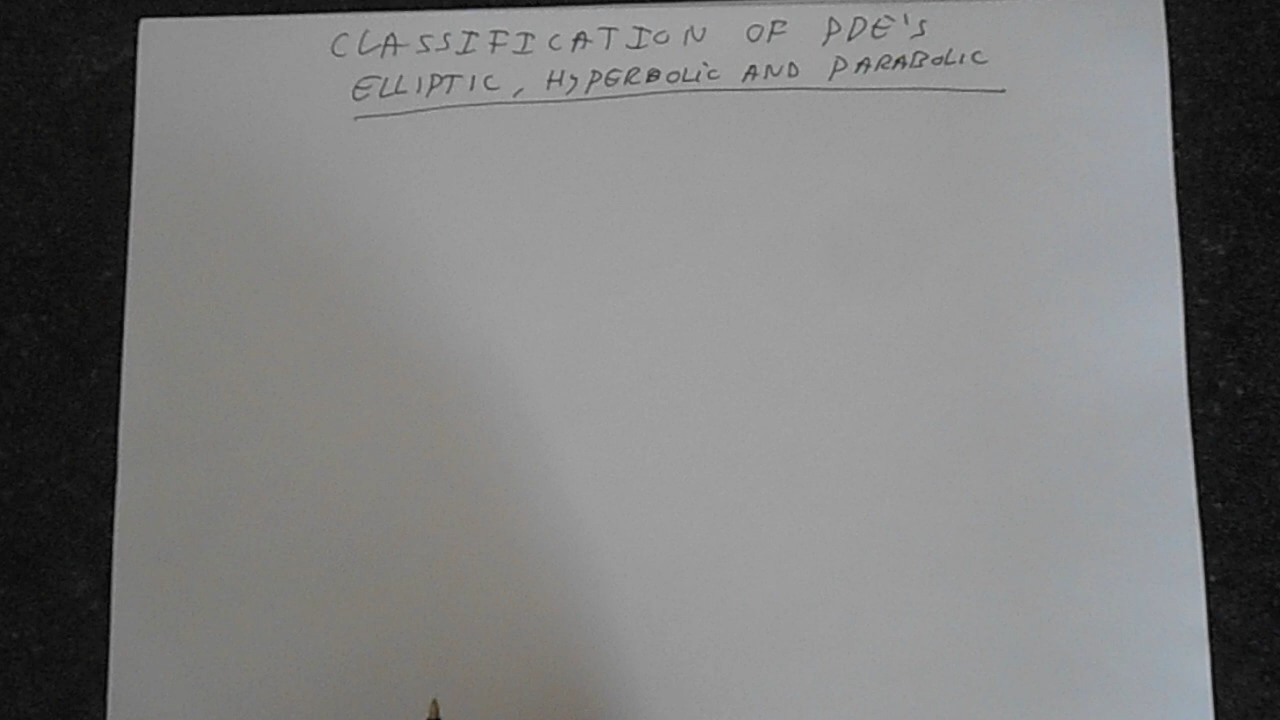 CLASSIFICATION OF PDE's
ELLIPTIC, HyPERBOLiC AND PARABOLIC